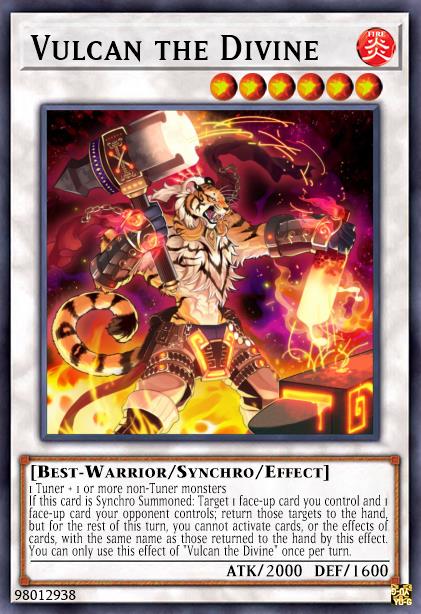 VULCAN THE DIVINE
FIRE
炎
[BEST-WARRIOR/SYNCHRO/EFFECT]
1 Tuner + 1 or more non-Tuner monsters
If this card is Synchro Summoned: Target 1 face-up card you control and 1
face-up card your opponent controls; return those targets to the hand,
but for the rest of this turn, you cannot activate cards, or the effects of
cards, with the same name as those returned to the hand by this effect.
You can only use this effect of "Vulcan the Divine" once per turn.
ATK/2000 DEF/1600
98012938